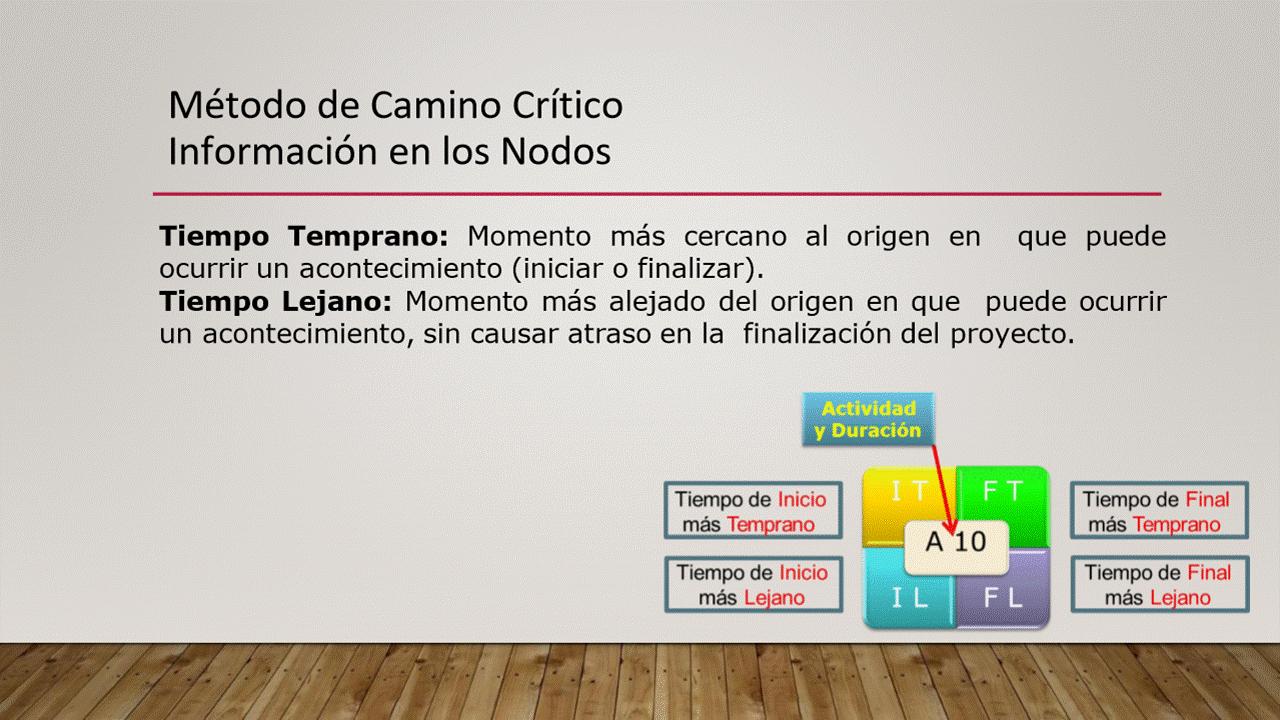 Método de Camino Crítico
Información en los Nodos
Tiempo Temprano: Momento más cercano al origen en que puede
ocurrir un acontecimiento (iniciar o finalizar).
Tiempo Lejano: Momento más alejado del origen en que puede ocurrir
un acontecimiento, sin causar atraso en la finalización del proyecto.
Actividad
y Duración
Tiempo de Inicio
más Temprano
I T
F T
Tiempo de Final
más Temprano
A 10
Tiempo de Inicio
más Lejano
I L
F L
Tiempo de Final
más Lejano